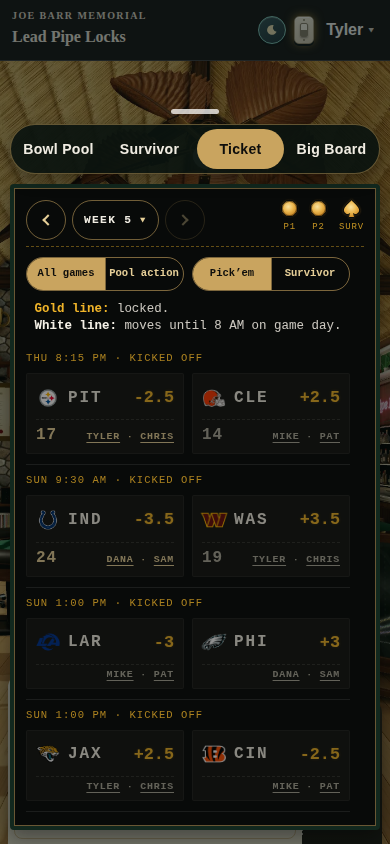 JOE BARR MEMORIAL
Lead Pipe Locks
Tyler
Bowl Pool Survivor Ticket Big Board
WEEK 5
P1 P2 SURV
All games Pool action Pick'em Survivor
Gold line: locked.
White line: moves until 8 AM on game day.
THU 8:15 PM · KICKED OFF
PIT -2.5 CLE +2.5
17 TYLER · CHRIS 14 MIKE · PAT
SUN 9:30 AM · KICKED OFF
IND -3.5 WAS +3.5
24 DANA · SAM 19 TYLER · CHRIS
SUN 1:00 PM · KICKED OFF
LAR -3 PHI +3
MIKE · PAT DANA · SAM
SUN 1:00 PM · KICKED OFF
JAX +2.5 CIN -2.5
TYLER · CHRIS MIKE · PAT